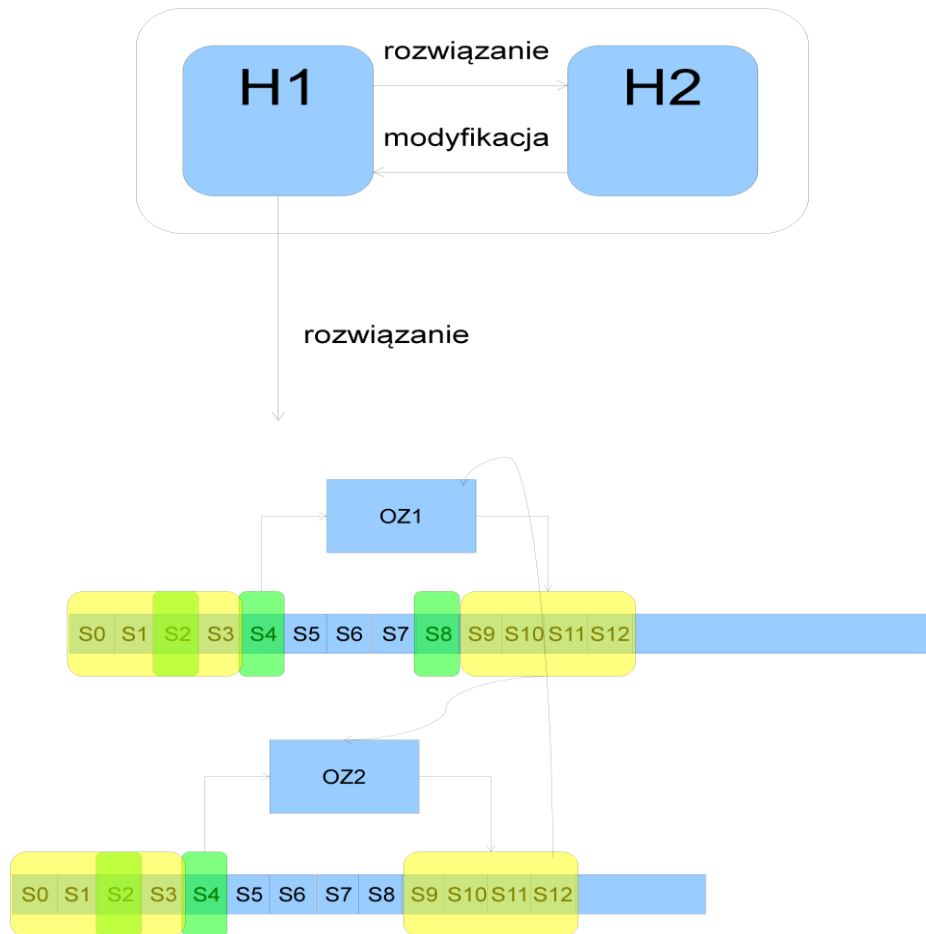 H1
rozwiązanie
H2
modyfikacja
rozwiązanie
OZ1
S0 S1 S2 S3 S4 S5 S6 S7 S8 S9 S10 S11 S12
OZ2
S0 S1 S2 S3 S4 S5 S6 S7 S8 S9 S10 S11 S12